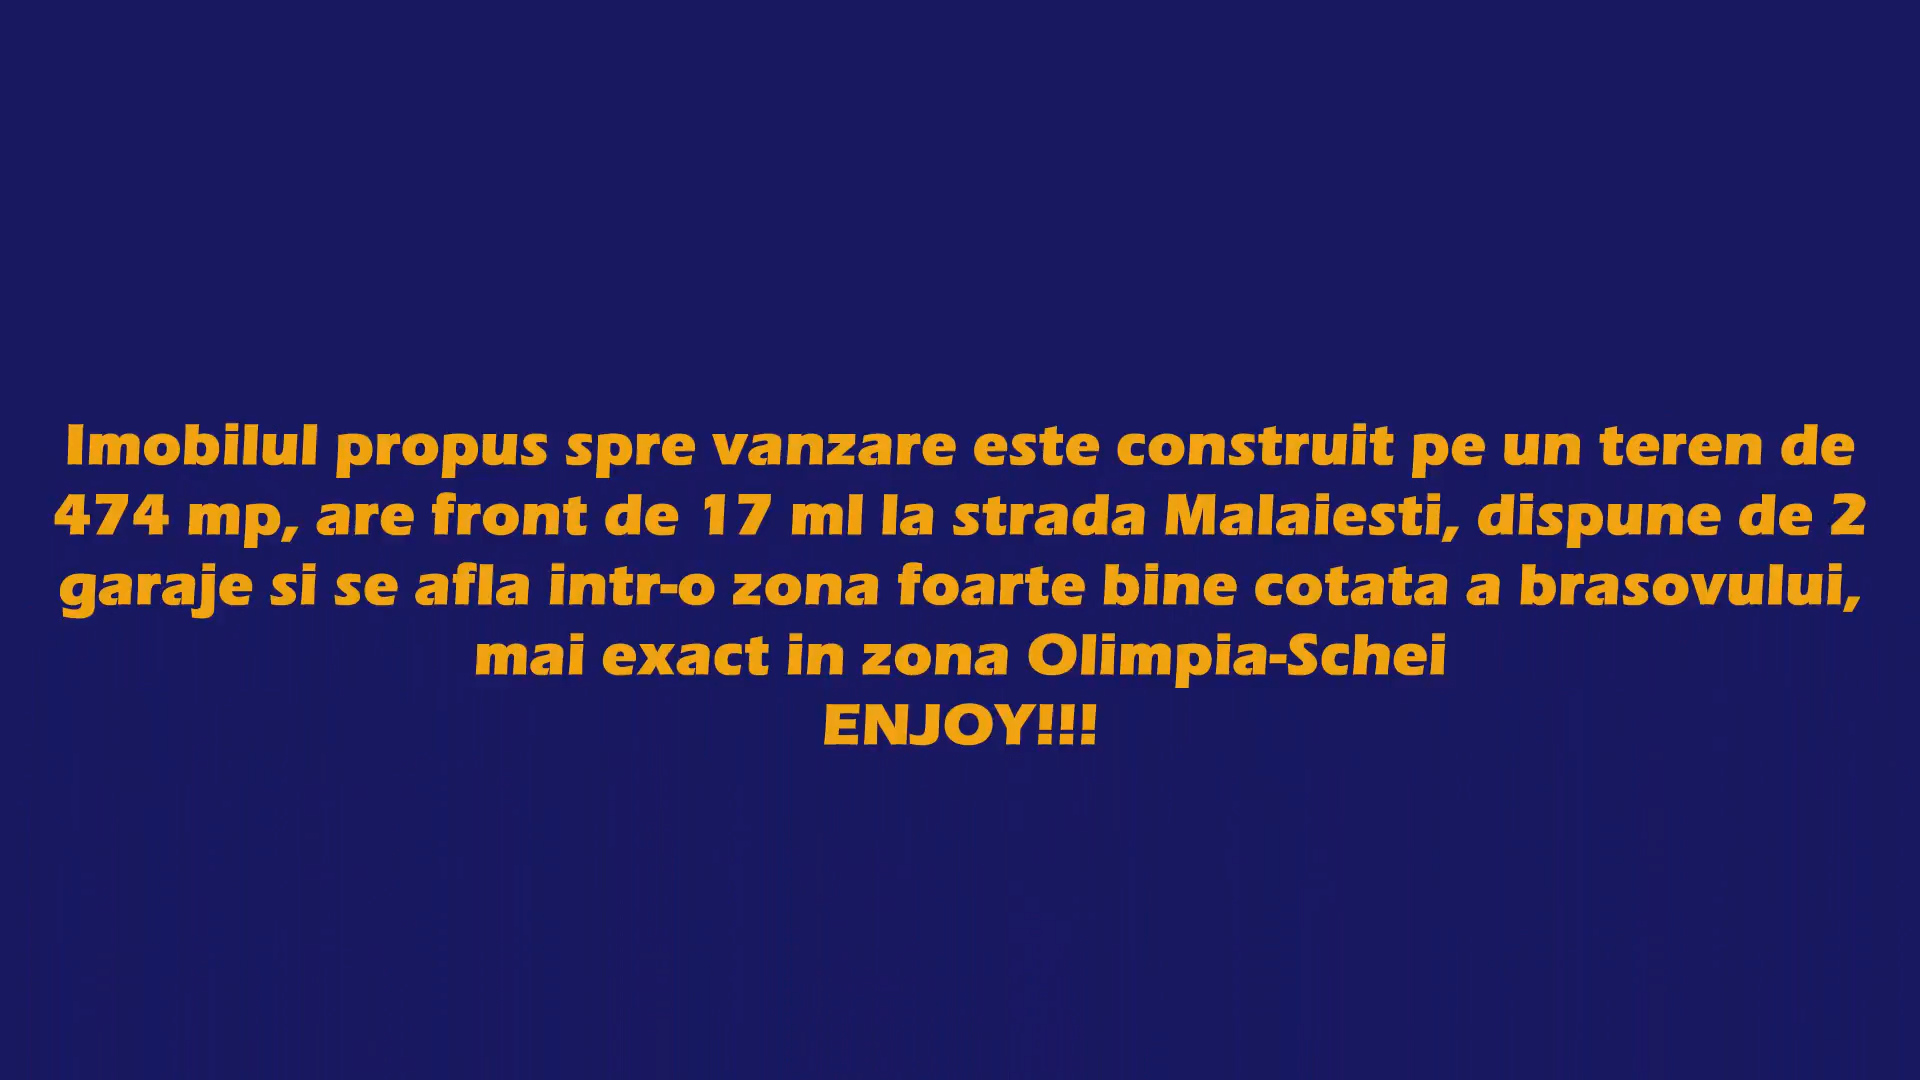 Imobilul propus spre vanzare este construit pe un teren de
474 mp, are front de 17 ml la strada Malaiesti, dispune de 2
garaje si se afla intr-o zona foarte bine cotata a brasovului,
mai exact in zona Olimpia-Schei
ENJOY!!!